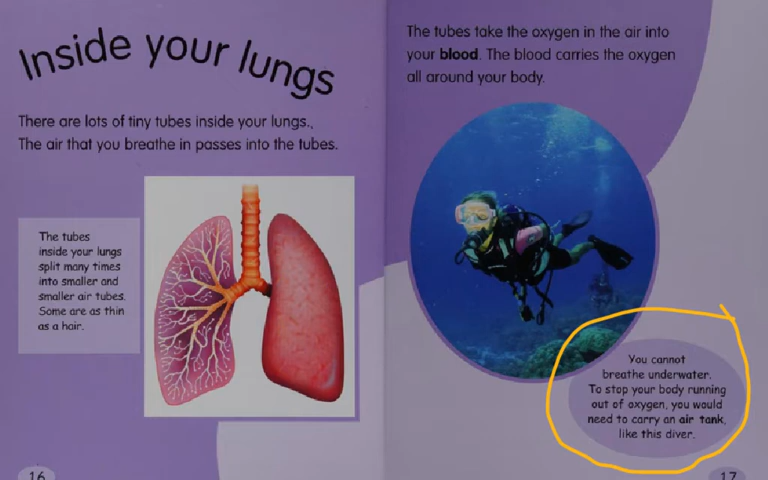 Inside your lungs
There are lots of tiny tubes inside your lungs.
The air that you breathe in passes into the tubes.
The tubes
inside your lungs
split many times
into smaller and
smaller air tubes.
Some are as thin
as a hair.
16
The tubes take the oxygen in the air into
your blood. The blood carries the oxygen
all around your body.
You cannot
breathe underwater.
To stop your body running
out of oxygen, you would
need to carry an air tank,
like this diver.
17